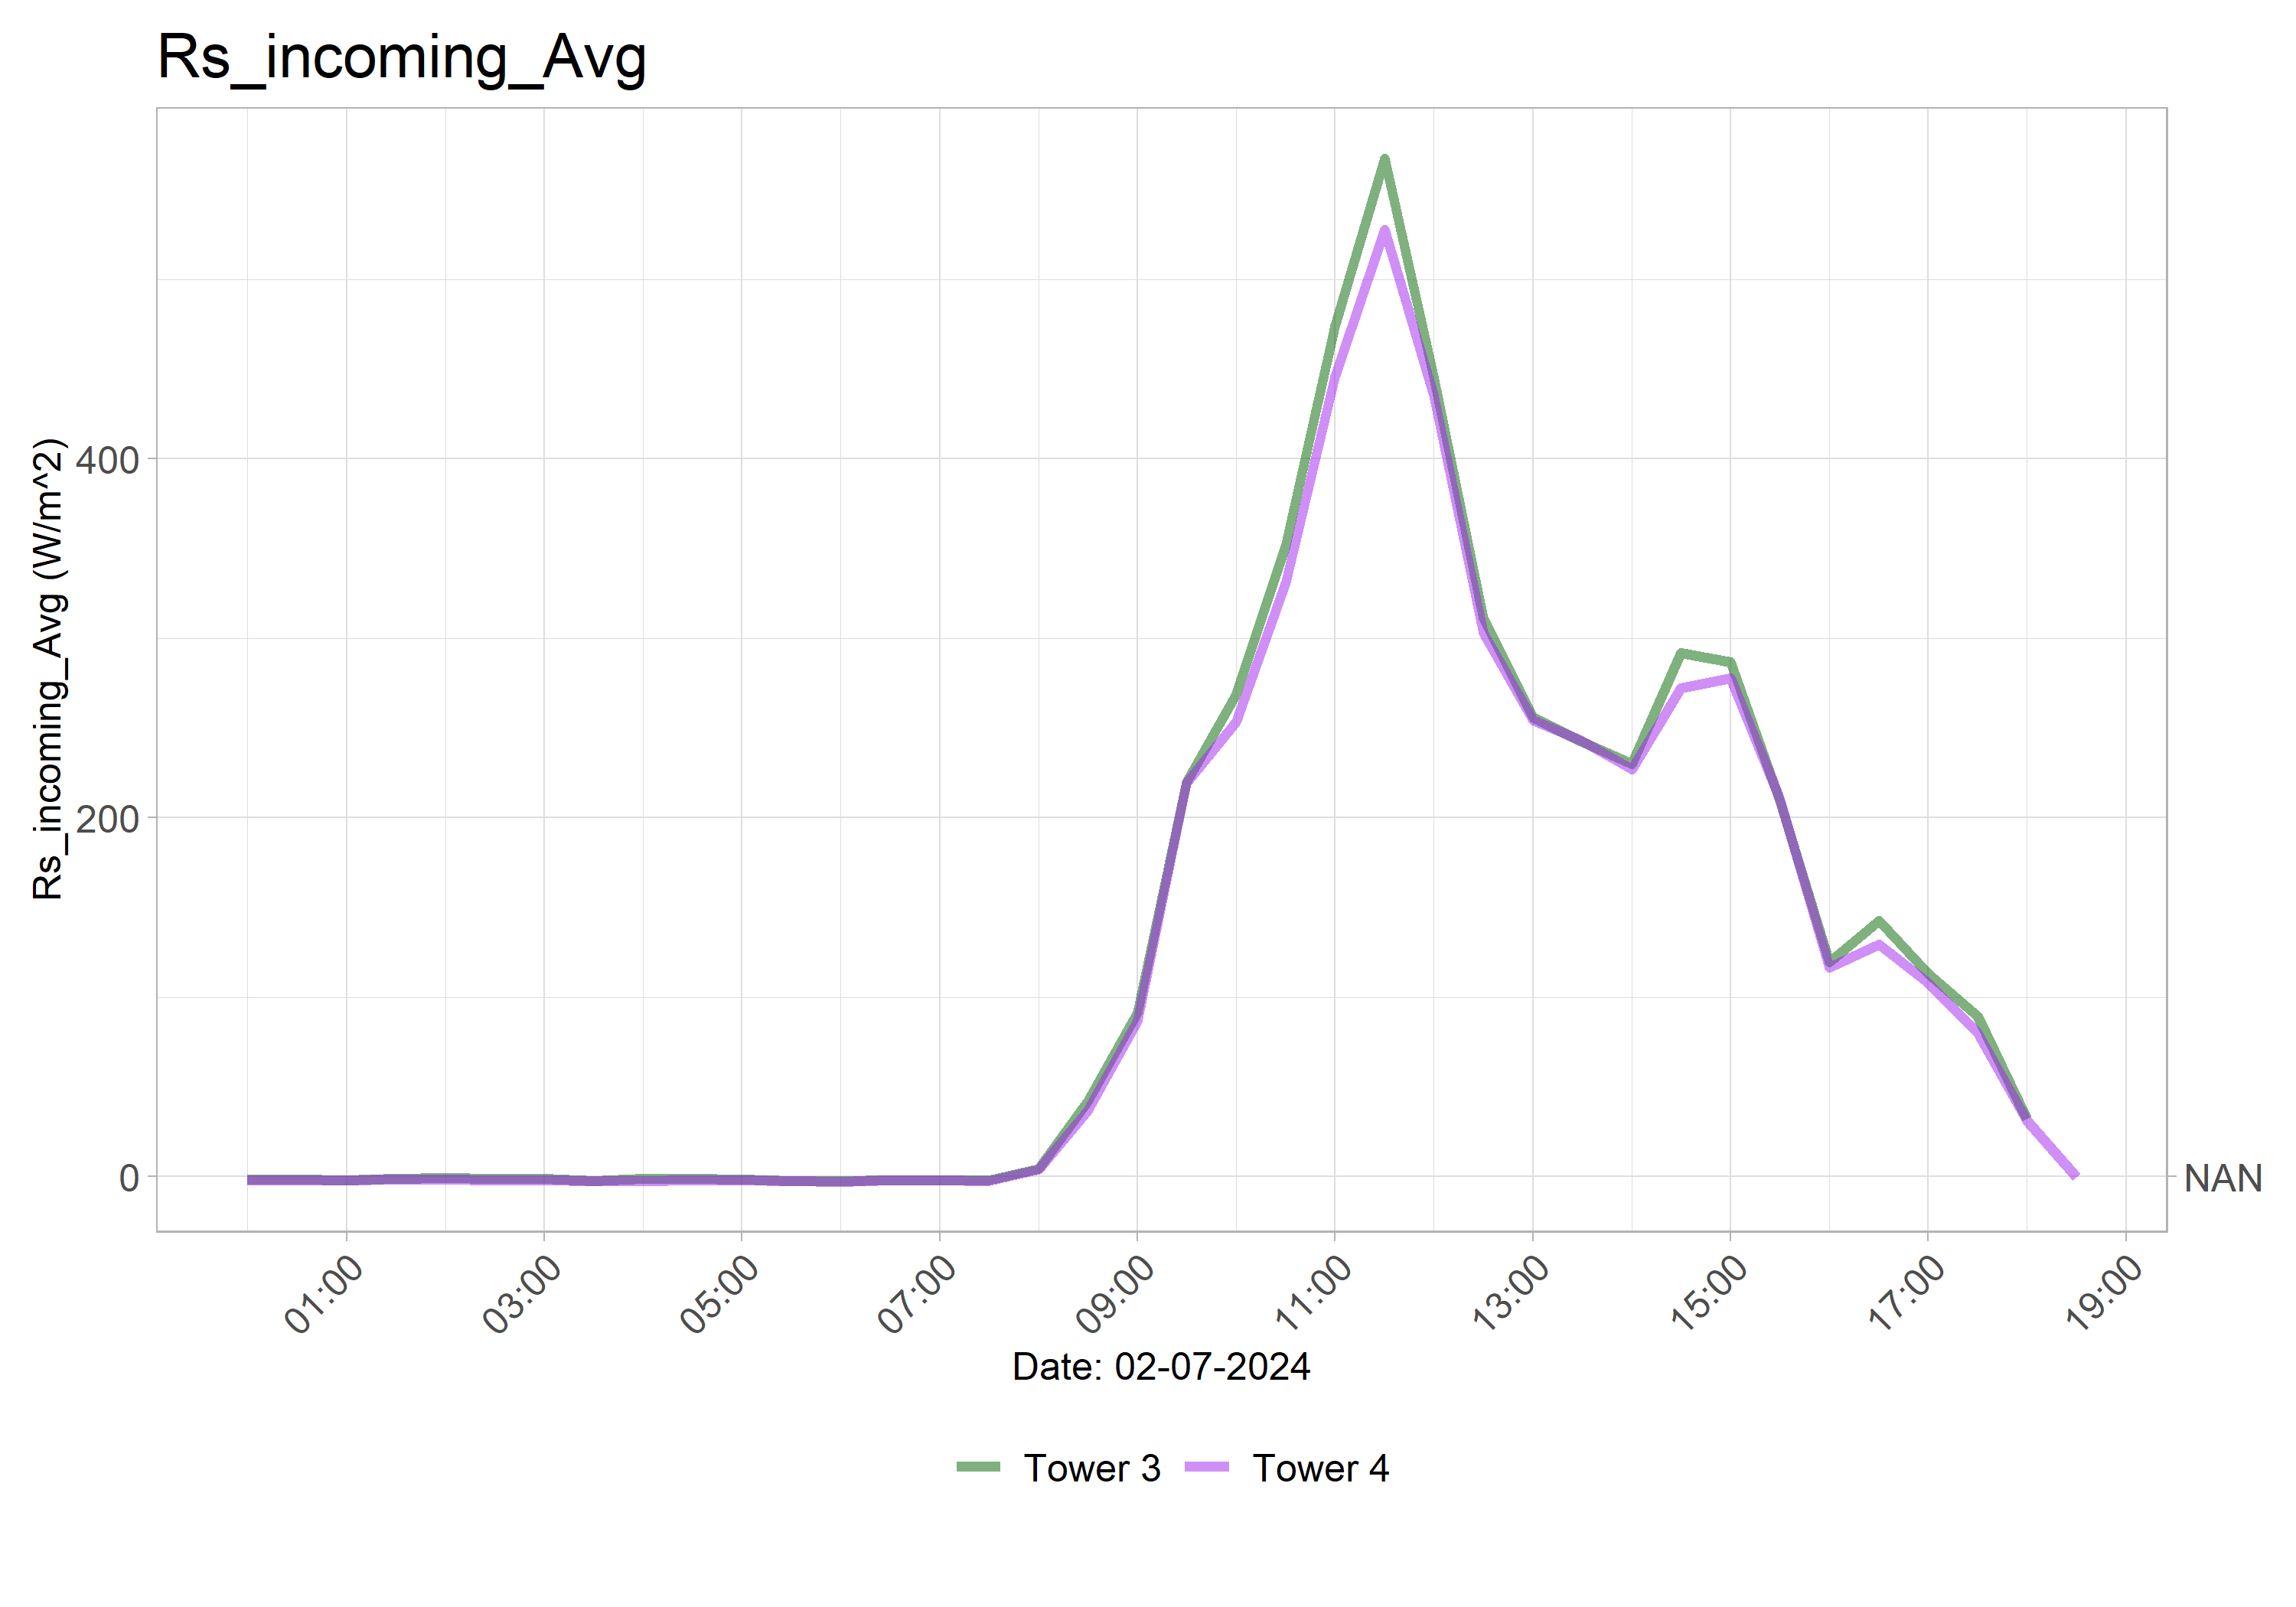 Rs_incoming_Avg
Rs_incoming_Avg (W/m^2)
400
200
0
NAN
01:00
03:00
05:00
07:00
09:00
11:00
13:00
15:00
17:00
19:00
Date: 02-07-2024
Tower 3
Tower 4